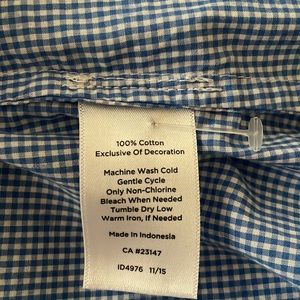 100% Cotton
Exclusive Of Decoration
Machine Wash Cold
Gentle Cycle
Only Non-Chlorine
Bleach When Needed
Tumble Dry Low
Warm Iron, If Needed
Made In Indonesia
CA #23147
ID4976 11/15